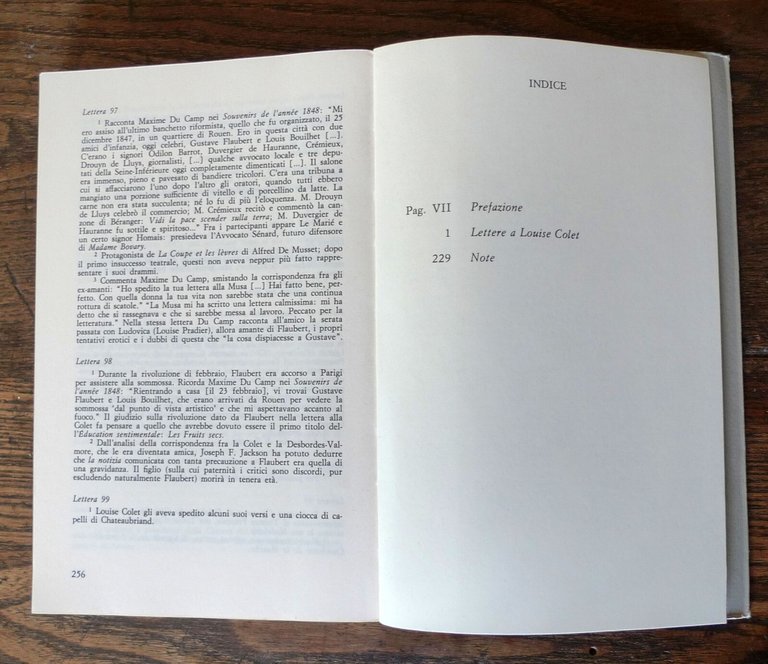 Lettera 97
¹ Racconta Maxime Du Camp nei Souvenirs de l'année 1848: "Mi
ero assiso all'ultimo banchetto riformista, quello che fu organizzato, il 25
dicembre 1847, in un quartiere di Rouen. Ero in questa città con due
amici d'infanzia, oggi celebri, Gustave Flaubert e Louis Bouilhet [...].
C'erano i signori Odilon Barrot, Duvergier de Hauranne, Crémieux,
Drouyn de Lluys, giornalisti, [...] qualche avvocato locale e tre depu-
tati della Seine-Inférieure oggi completamente dimenticati [...]. Il salone
era immenso, pieno e pavesato di bandiere tricolori. C'era una tribuna a
cui si affacciarono l'uno dopo l'altro gli oratori, quando tutti ebbero
mangiato una porzione sufficiente di vitello e di porcellino da latte. La
carne non era stata succulenta; né lo fu di più l'eloquenza. M. Drouyn
de Lluys celebrò il commercio; M. Crémieux recitò e commentò la can-
zone di Béranger: Vidi la pace scender sulla terra; M. Duvergier de
Hauranne fu sottile e spiritoso..." Fra i partecipanti appare Le Marié e
un certo signor Homais: presiedeva l'Avvocato Sénard, futuro difensore
di Madame Bovary.
² Protagonista de La Coupe et les lèvres di Alfred De Musset; dopo
il primo insuccesso teatrale, questi non aveva neppur più fatto rappre-
sentare i suoi drammi.
³ Commenta Maxime Du Camp, smistando la corrispondenza fra gli
ex-amanti: "Ho spedito la tua lettera alla Musa [...] Hai fatto bene, per-
fetto. Con quella donna la tua vita non sarebbe stata che una continua
rottura di scatole." "La Musa mi ha scritto una lettera calmissima: mi ha
detto che si rassegnava e che si sarebbe messa al lavoro. Peccato per la
letteratura." Nella stessa lettera Du Camp racconta all'amico la serata
passata con Ludovica (Louise Pradier), allora amante di Flaubert, i propri
tentativi erotici e i dubbi di questa che "la cosa dispiacesse a Gustave".
Lettera 98
¹ Durante la rivoluzione di febbraio, Flaubert era accorso a Parigi
per assistere alla sommossa. Ricorda Maxime Du Camp nei Souvenirs de
l'année 1848: "Rientrando a casa [il 23 febbraio], vi trovai Gustave
Flaubert e Louis Bouilhet, che erano arrivati da Rouen per vedere la
sommossa 'dal punto di vista artistico' e che mi aspettavano accanto al
fuoco." Il giudizio sulla rivoluzione dato da Flaubert nella lettera alla
Colet fa pensare a quello che avrebbe dovuto essere il primo titolo del-
l'Éducation sentimentale: Les Fruits secs.
² Dall'analisi della corrispondenza fra la Colet e la Desbordes-Val-
more, che le era diventata amica, Joseph F. Jackson ha potuto dedurre
che la notizia comunicata con tanta precauzione a Flaubert era quella di
una gravidanza. Il figlio (sulla cui paternità i critici sono discordi, pur
escludendo naturalmente Flaubert) morirà in tenera età.
Lettera 99
¹ Louise Colet gli aveva spedito alcuni suoi versi e una ciocca di ca-
pelli di Chateaubriand.
256
INDICE
Pag. VII Prefazione
1 Lettere a Louise Colet
229 Note